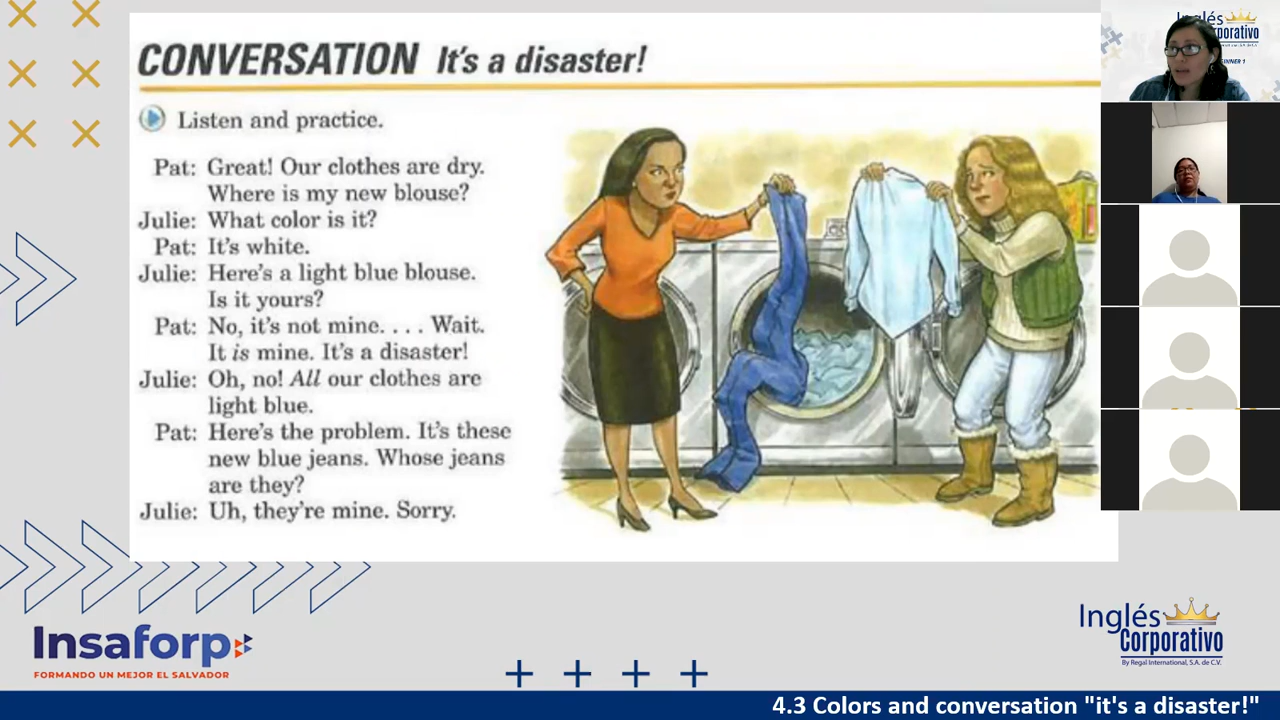 CONVERSATION It's a disaster!
Listen and practice.
Pat: Great! Our clothes are dry.
Where is my new blouse?
Julie: What color is it?
Pat: It's white.
Julie: Here's a light blue blouse.
Is it yours?
Pat: No, it's not mine. . . . Wait.
It is mine. It's a disaster!
Julie: Oh, no! All our clothes are
light blue.
Pat: Here's the problem. It's these
new blue jeans. Whose jeans
are they?
Julie: Uh, they're mine. Sorry.
Insaforp
FORMANDO UN MEJOR EL SALVADOR
Inglés
Corporativo
By Regal International, S.A. de C.V.
4.3 Colors and conversation "it's a disaster!"